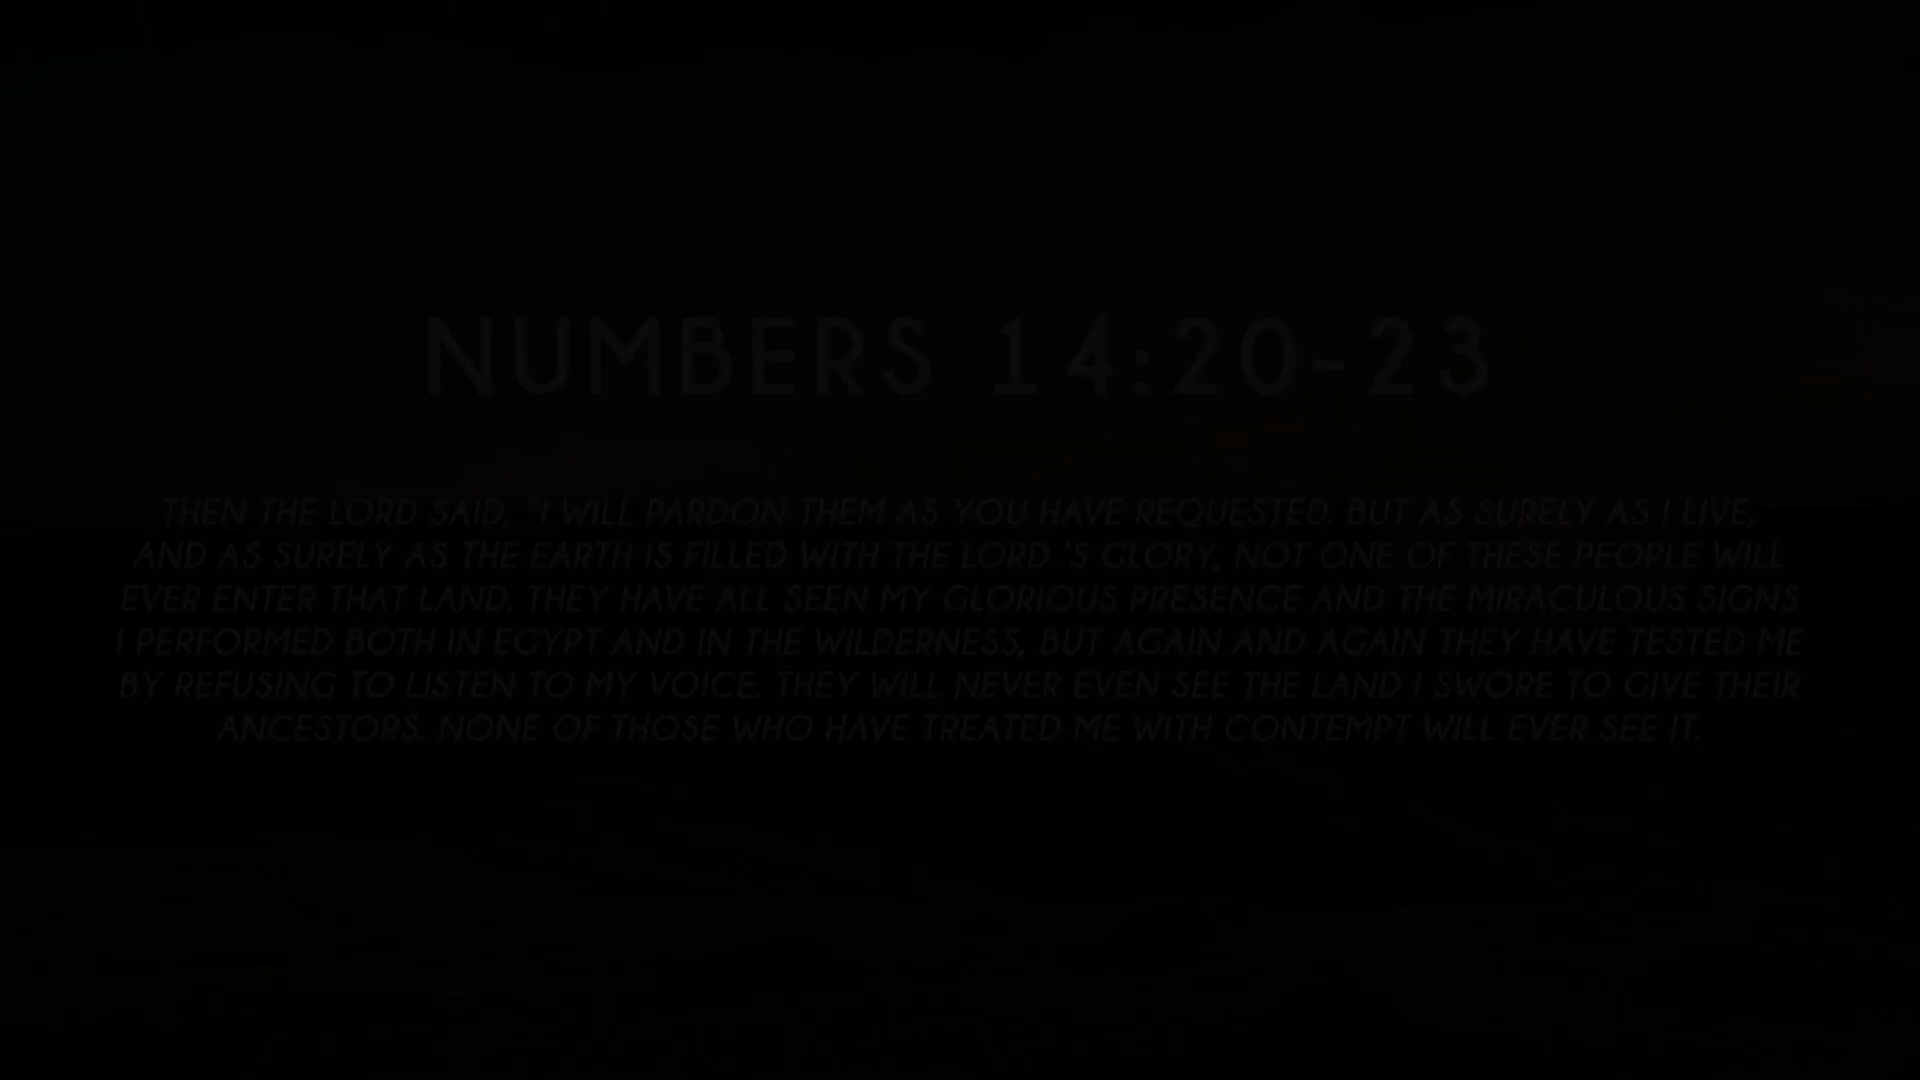 NUMBERS 14:20-23
THEN THE LORD SAID, "I WILL PARDON THEM AS YOU HAVE REQUESTED. BUT AS SURELY AS I LIVE,
AND AS SURELY AS THE EARTH IS FILLED WITH THE LORD 'S GLORY, NOT ONE OF THESE PEOPLE WILL
EVER ENTER THAT LAND. THEY HAVE ALL SEEN MY GLORIOUS PRESENCE AND THE MIRACULOUS SIGNS
I PERFORMED BOTH IN EGYPT AND IN THE WILDERNESS, BUT AGAIN AND AGAIN THEY HAVE TESTED ME
BY REFUSING TO LISTEN TO MY VOICE. THEY WILL NEVER EVEN SEE THE LAND I SWORE TO GIVE THEIR
ANCESTORS. NONE OF THOSE WHO HAVE TREATED ME WITH CONTEMPT WILL EVER SEE IT.